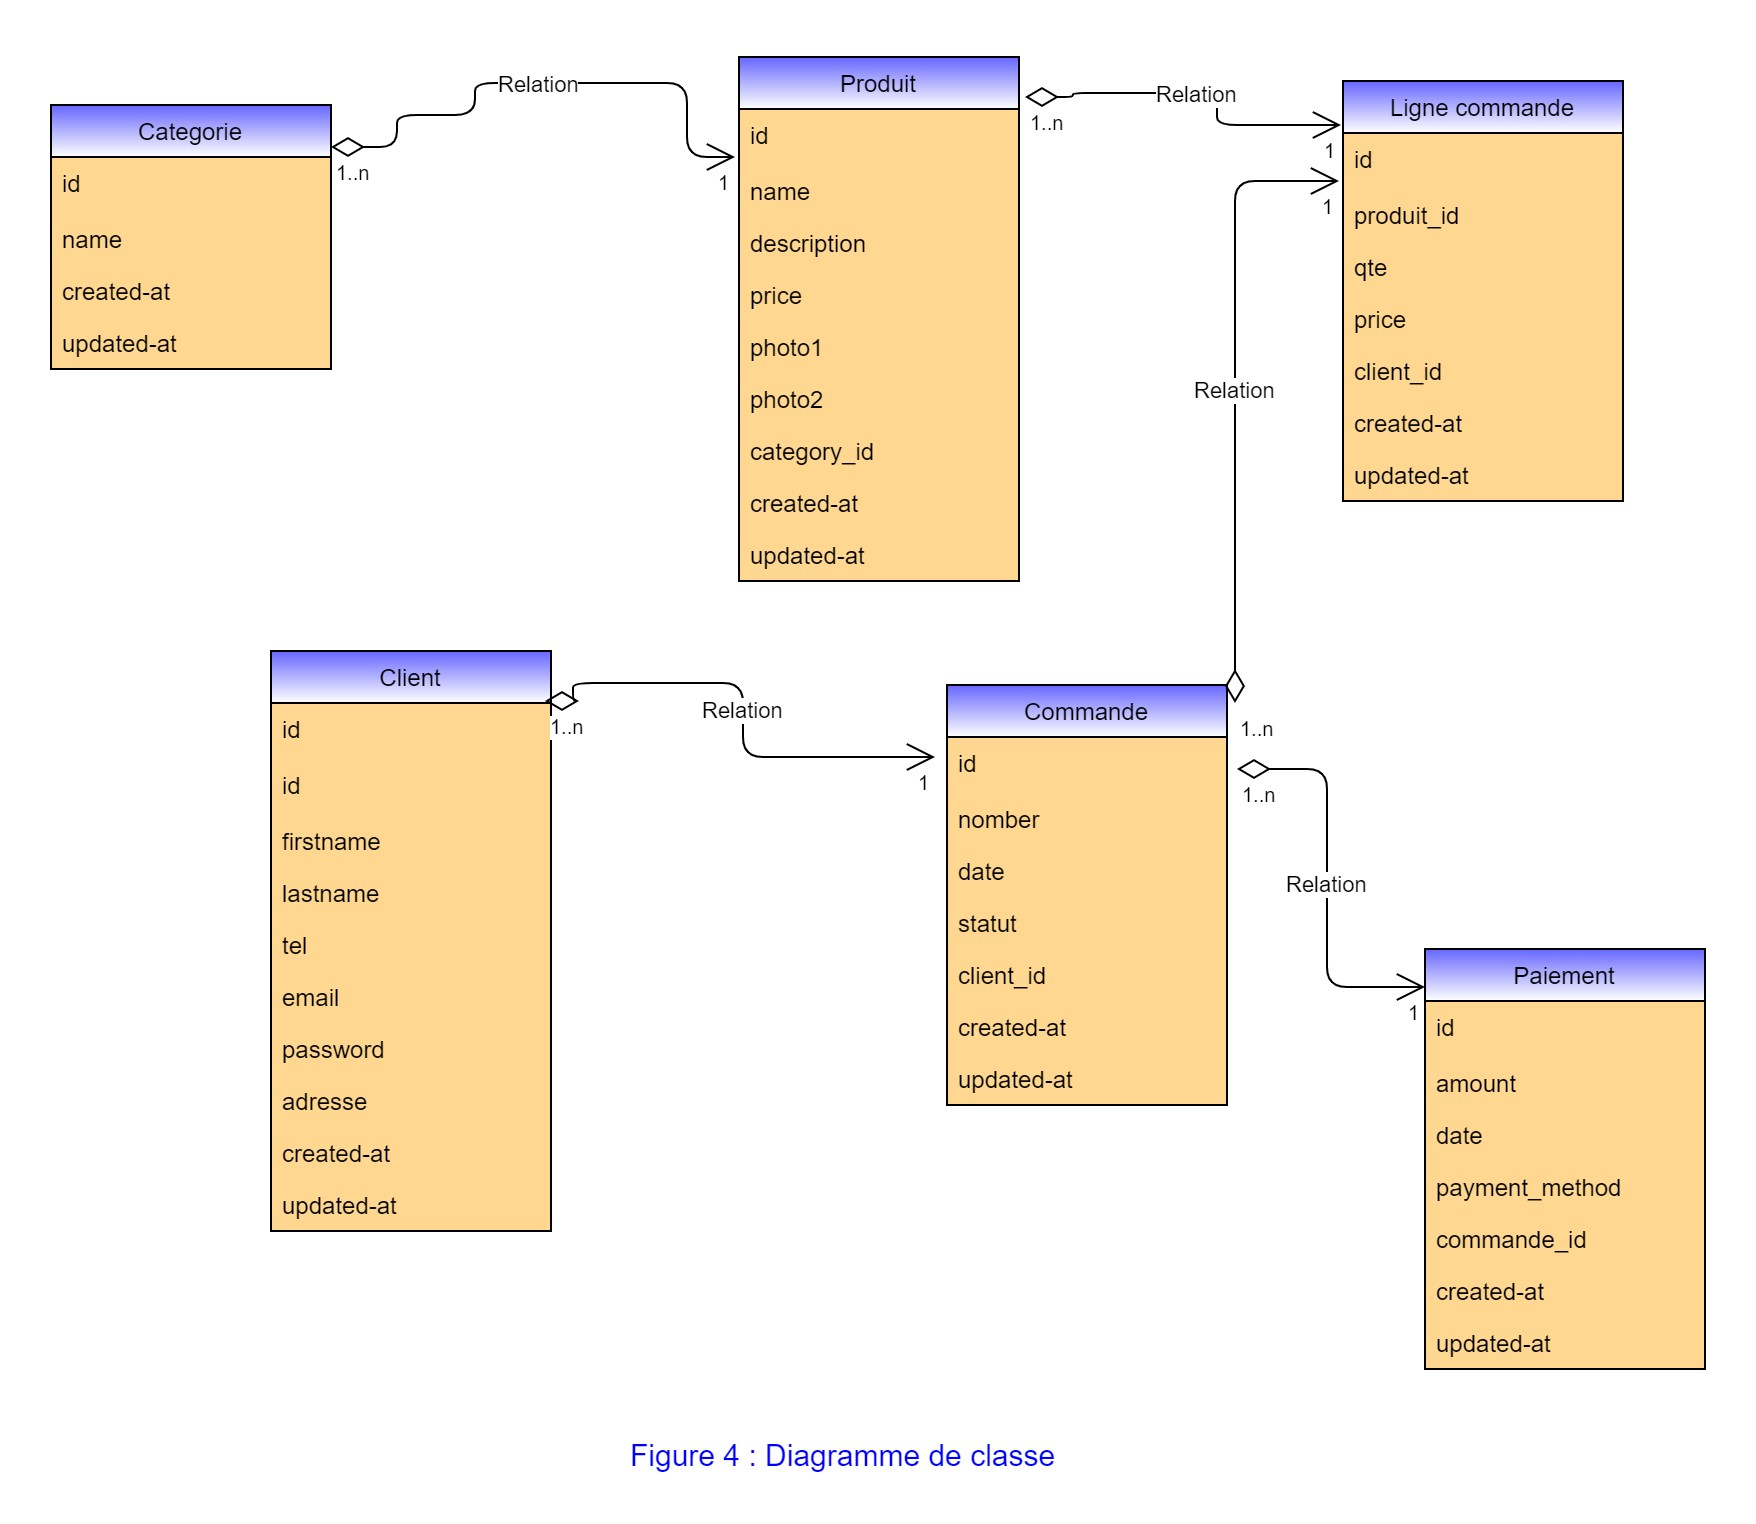 Categorie
id
name
created-at
updated-at
1..n
Relation
1
Produit
id
name
description
price
photo1
photo2
category_id
created-at
updated-at
1..n
Relation
1
Ligne commande
id
produit_id
qte
price
client_id
created-at
updated-at
1
Relation
1..n
Client
id
id
firstname
lastname
tel
email
password
adresse
created-at
updated-at
1..n
Relation
1
Commande
id
nomber
date
statut
client_id
created-at
updated-at
1..n
Relation
1
Paiement
id
amount
date
payment_method
commande_id
created-at
updated-at
Figure 4 : Diagramme de classe